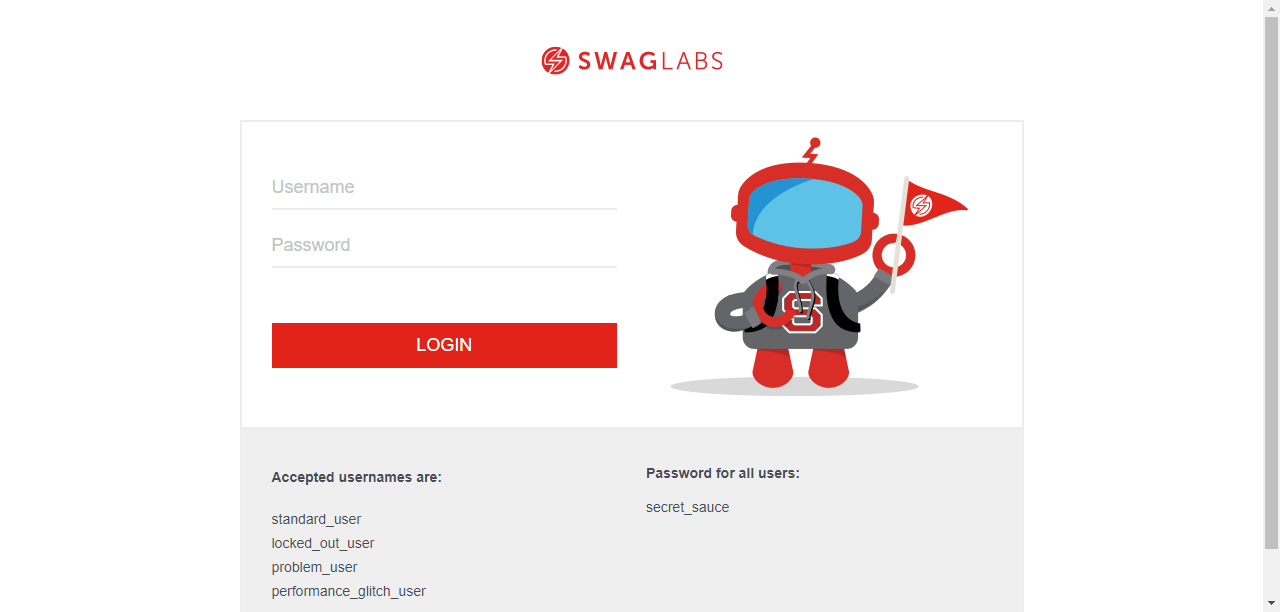 SWAGLABS
Username
Password
LOGIN
S
Accepted usernames are:
standard_user
locked_out_user
problem_user
performance_glitch_user
Password for all users:
secret_sauce